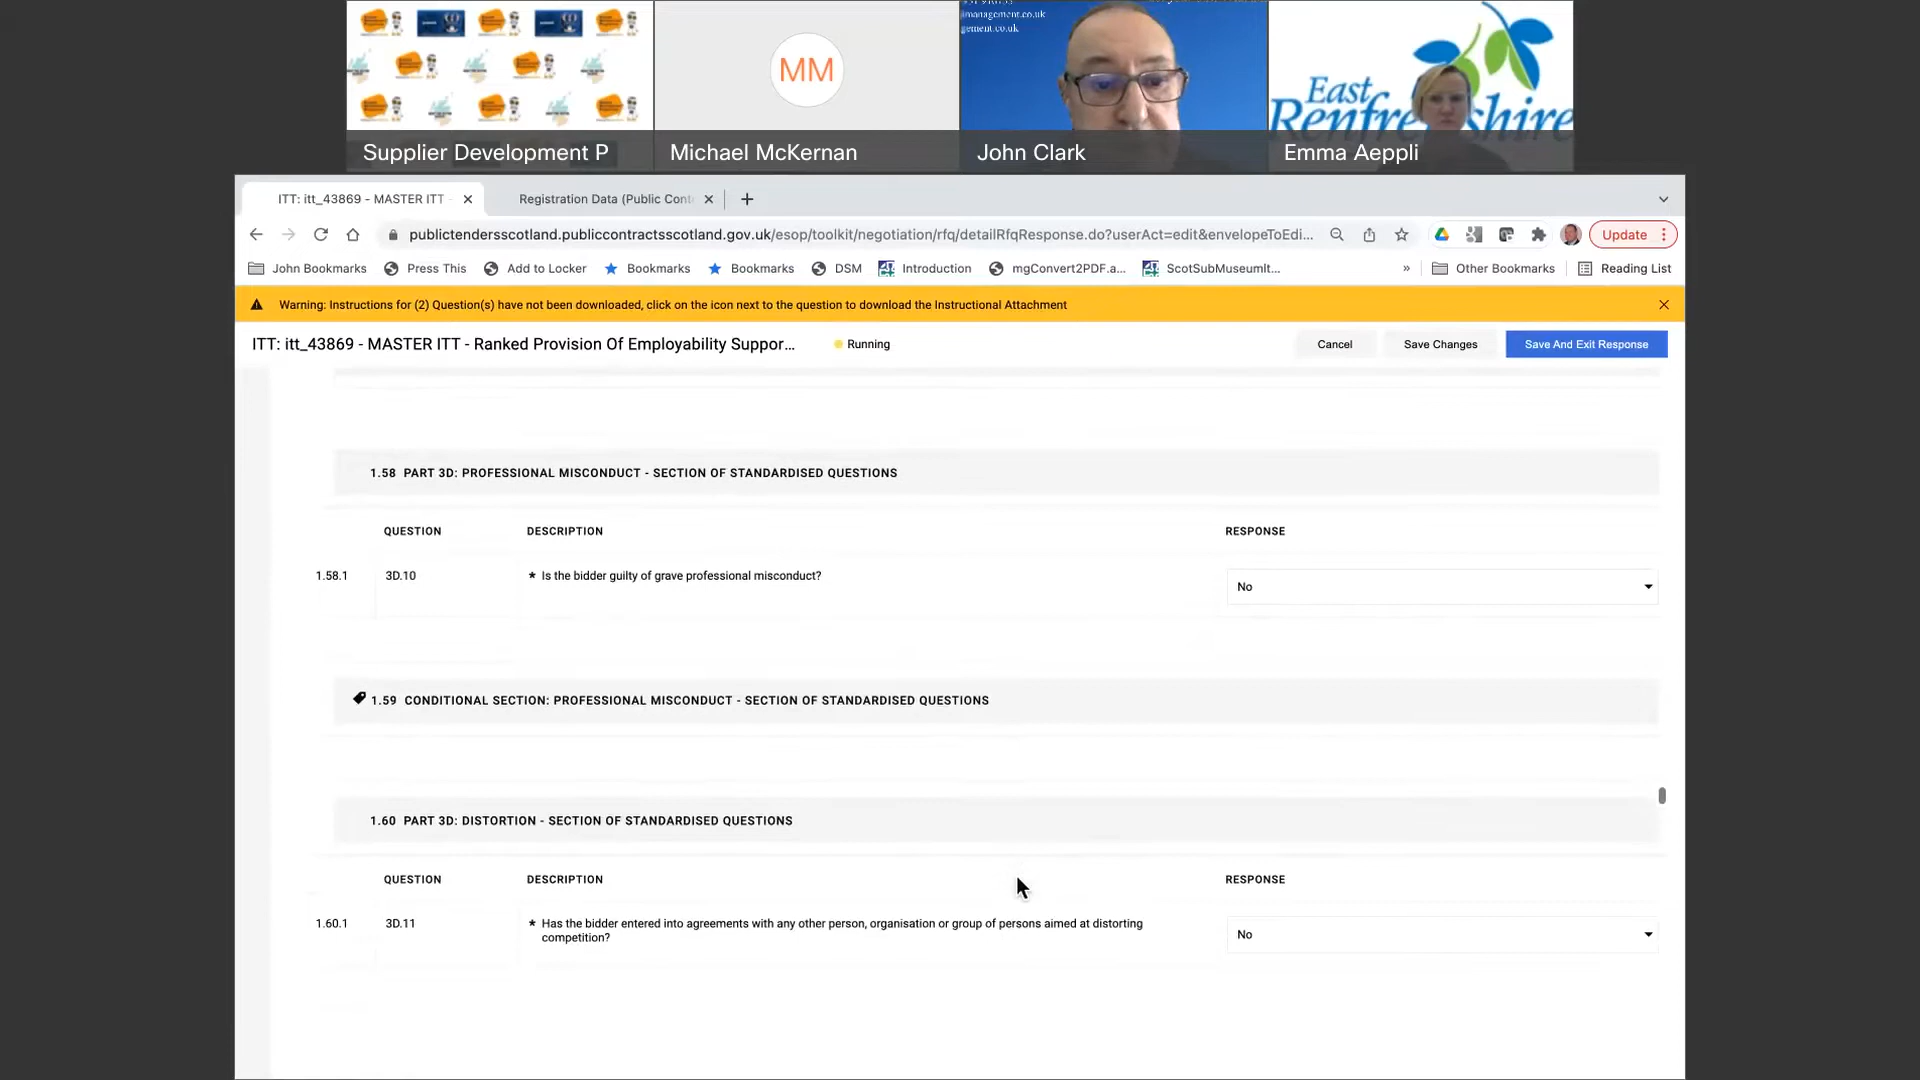 management.co.uk
gement.co.uk
MM
East
Renfrewshire
Supplier Development P
Michael McKernan
John Clark
Emma Aeppli
ITT: itt_43869 - MASTER ITT -
Registration Data (Public Cont
publictendersscotland.publiccontractsscotland.gov.uk/esop/toolkit/negotiation/rfq/detailRfqResponse.do?userAct=edit&envelopeToEdi...
Update
John Bookmarks
Press This
Add to Locker
Bookmarks
Bookmarks
DSM
Introduction
mgConvert2PDF.a...
ScotSubMuseumIt...
»
Other Bookmarks
Reading List
Warning: Instructions for (2) Question(s) have not been downloaded, click on the icon next to the question to download the Instructional Attachment
ITT: itt_43869 - MASTER ITT - Ranked Provision Of Employability Suppor...
Running
Cancel
Save Changes
Save And Exit Response
1.58 PART 3D: PROFESSIONAL MISCONDUCT - SECTION OF STANDARDISED QUESTIONS
QUESTION DESCRIPTION RESPONSE
1.58.1 3D.10 * Is the bidder guilty of grave professional misconduct? No
1.59 CONDITIONAL SECTION: PROFESSIONAL MISCONDUCT - SECTION OF STANDARDISED QUESTIONS
1.60 PART 3D: DISTORTION - SECTION OF STANDARDISED QUESTIONS
QUESTION DESCRIPTION RESPONSE
1.60.1 3D.11 * Has the bidder entered into agreements with any other person, organisation or group of persons aimed at distorting
competition?
No